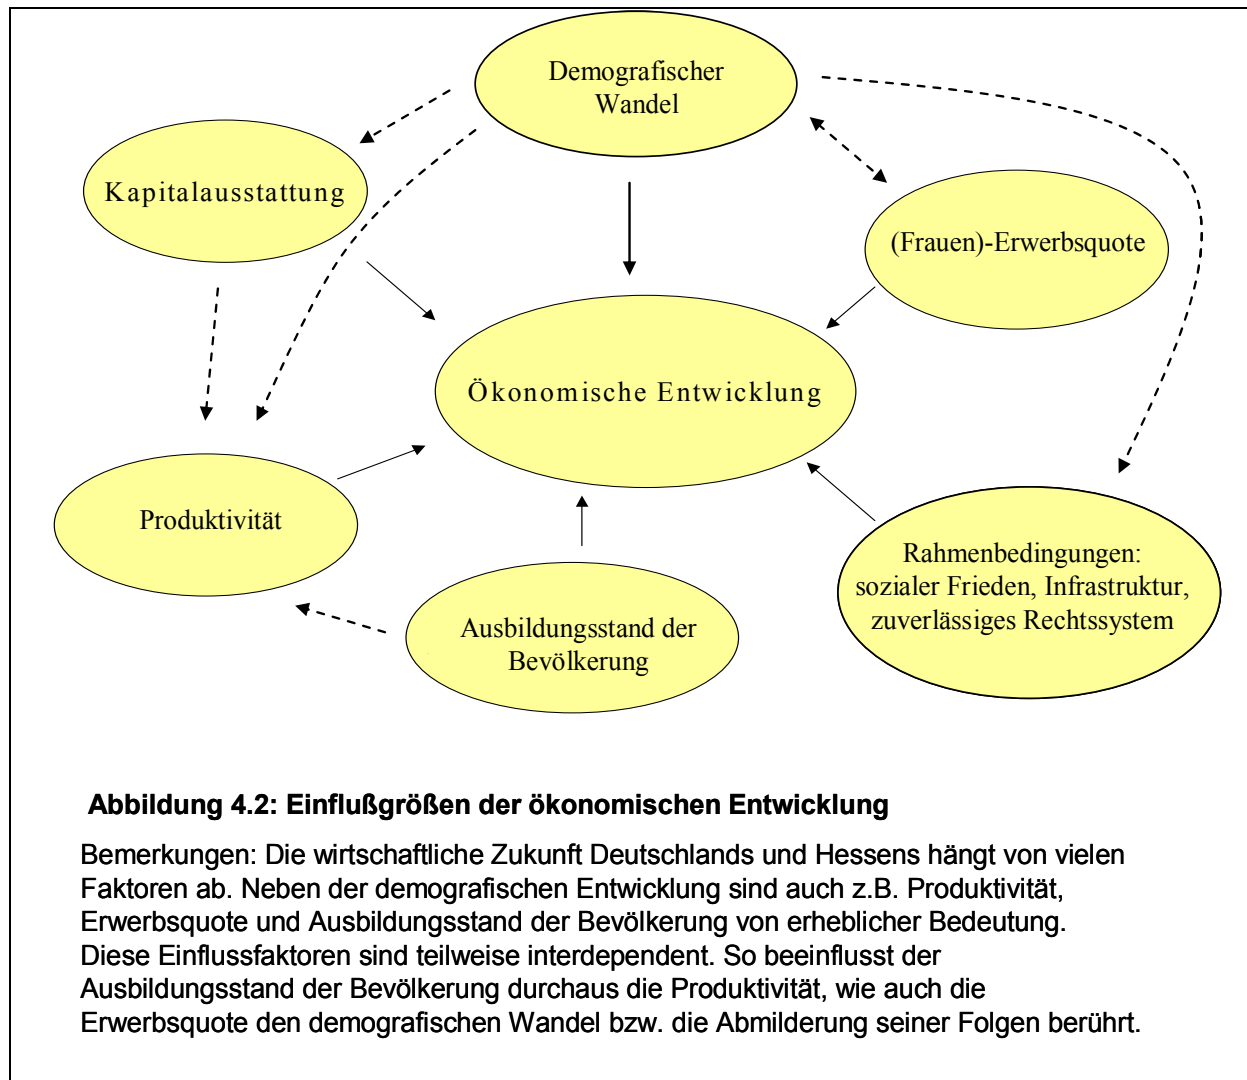 Demografischer
Wandel
Kapitalausstattung
(Frauen)-Erwerbsquote
Ökonomische Entwicklung
Produktivität
Rahmenbedingungen:
sozialer Frieden, Infrastruktur,
zuverlässiges Rechtssystem
Ausbildungsstand der
Bevölkerung
Abbildung 4.2: Einflußgrößen der ökonomischen Entwicklung
Bemerkungen: Die wirtschaftliche Zukunft Deutschlands und Hessens hängt von vielen
Faktoren ab. Neben der demografischen Entwicklung sind auch z.B. Produktivität,
Erwerbsquote und Ausbildungsstand der Bevölkerung von erheblicher Bedeutung.
Diese Einflussfaktoren sind teilweise interdependent. So beeinflusst der
Ausbildungsstand der Bevölkerung durchaus die Produktivität, wie auch die
Erwerbsquote den demografischen Wandel bzw. die Abmilderung seiner Folgen berührt.